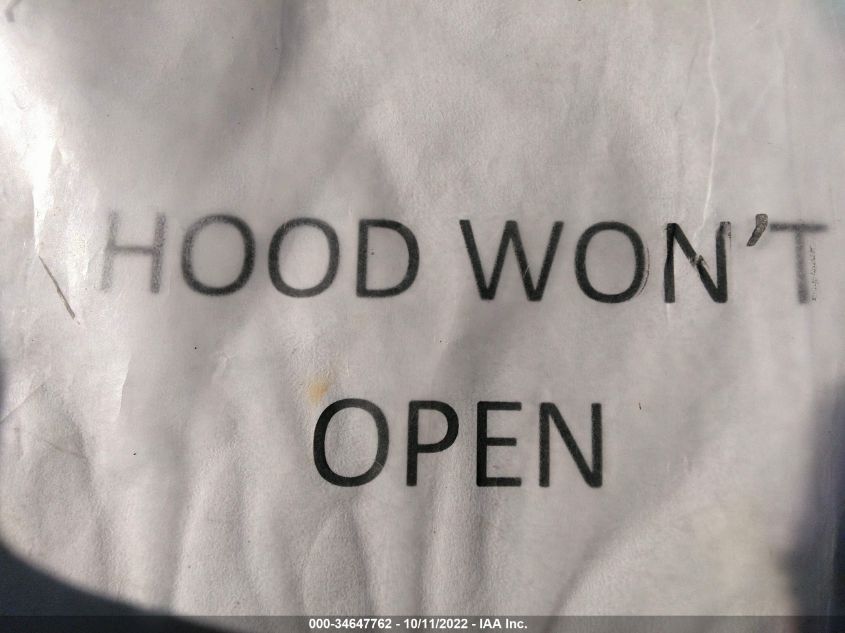 HOOD WON'T
OPEN
000-34647762 - 10/11/2022 - IAA Inc.